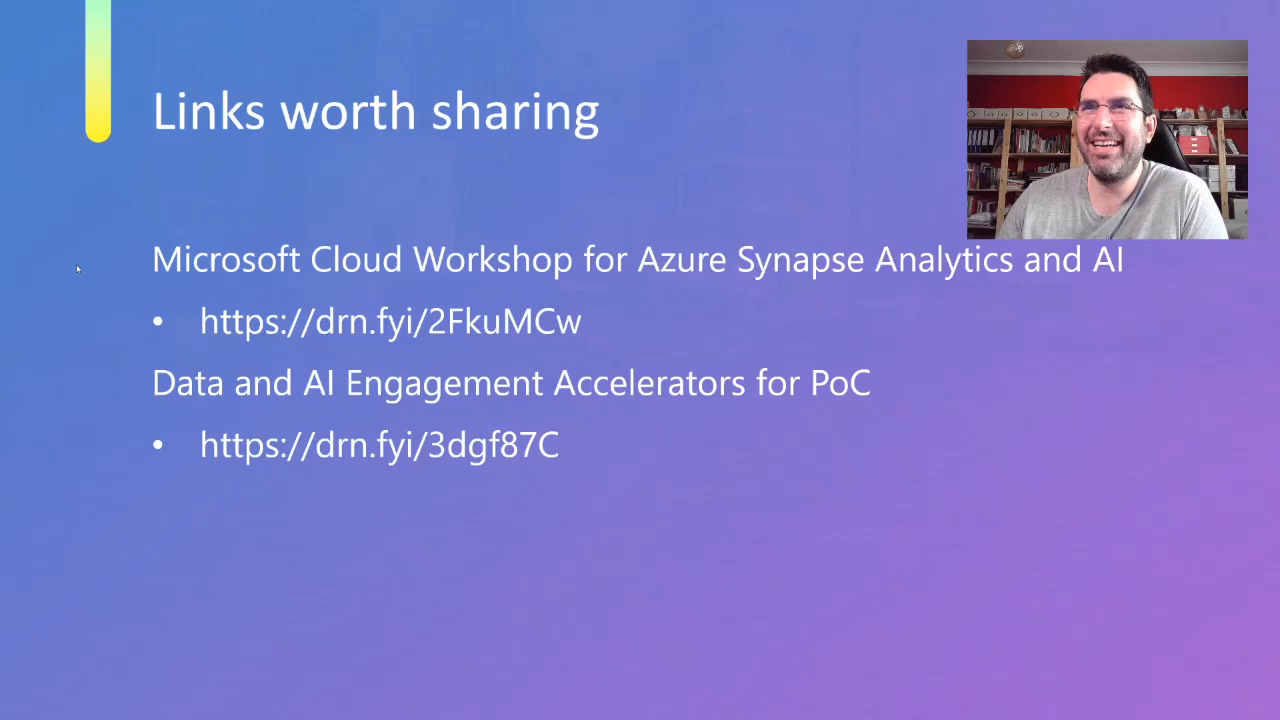 Links worth sharing
Microsoft Cloud Workshop for Azure Synapse Analytics and AI
• https://drn.fyi/2FkuMCw
Data and AI Engagement Accelerators for PoC
• https://drn.fyi/3dgf87C